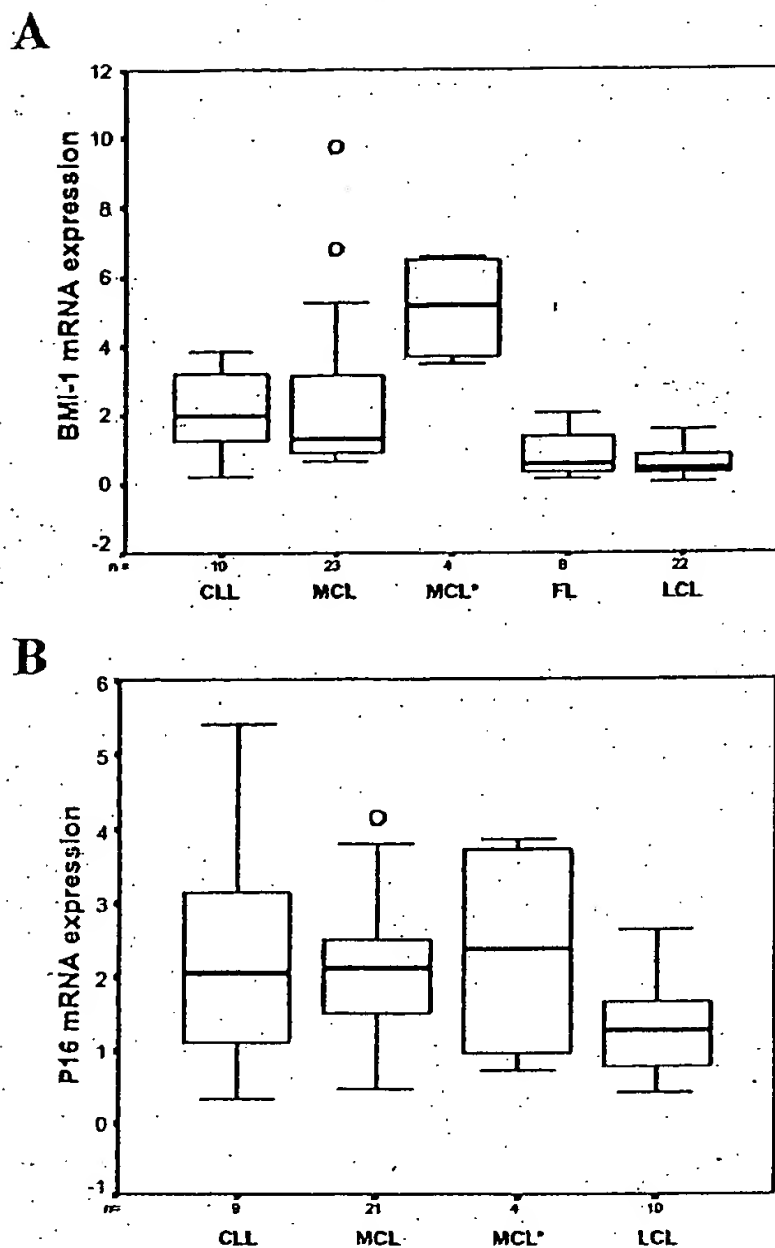 A
12
10
8
6
4
2
0
-2
BMI-1 mRNA expression
n= 10 23 4 8 22
CLL MCL MCL* FL LCL
B
6
5
4
3
2
1
0
-1
P16 mRNA expression
n= 9 21 4 10
CLL MCL MCL* LCL